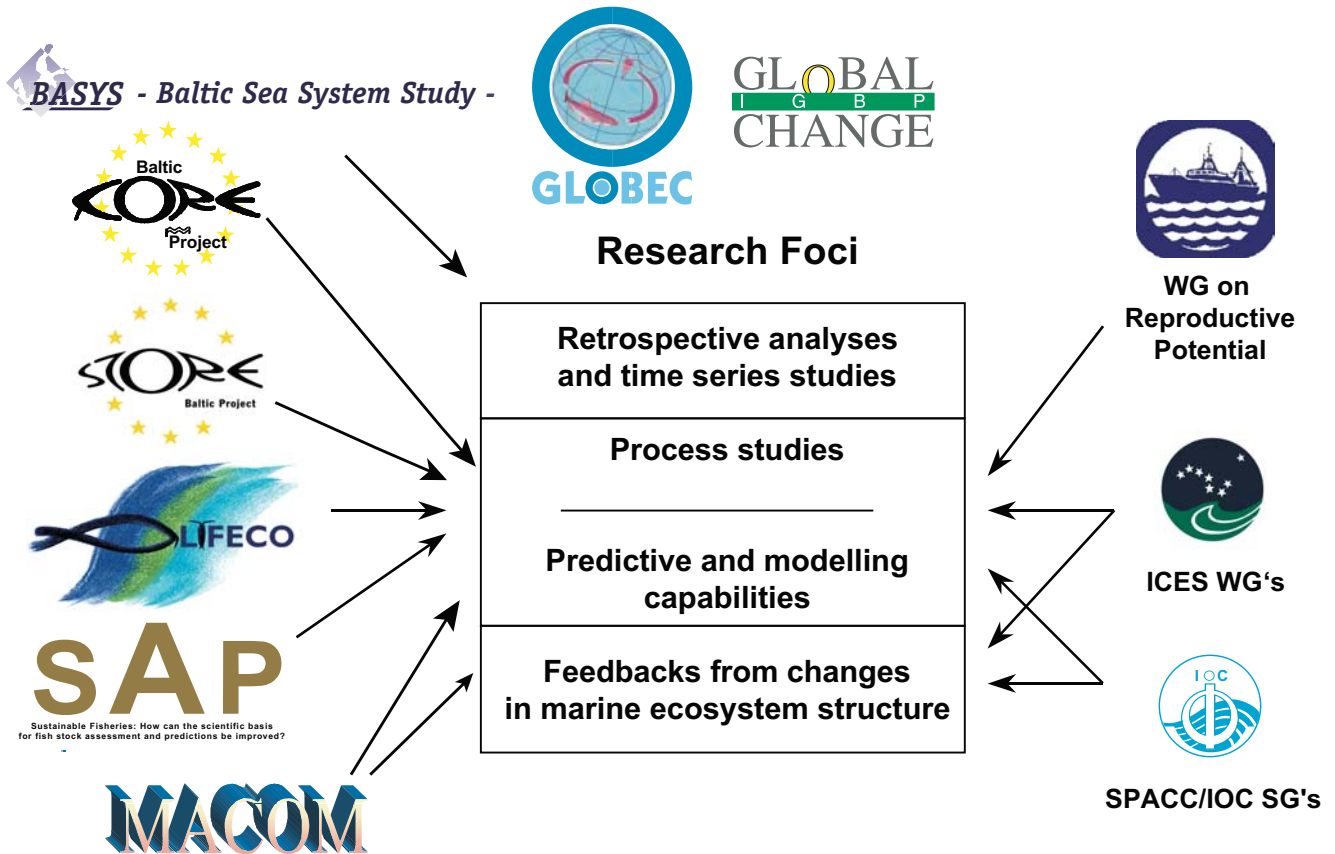 BASYS - Baltic Sea System Study -
GLOBEC
GLOBAL
I G B P
CHANGE
Baltic
CORE
Project
STORE
Baltic Project
LIFECO
SAP
Sustainable Fisheries: How can the scientific basis
for fish stock assessment and predictions be improved?
MACOM
Research Foci
Retrospective analyses
and time series studies
Process studies
Predictive and modelling
capabilities
Feedbacks from changes
in marine ecosystem structure
WG on
Reproductive
Potential
ICES WG‘s
IOC
SPACC/IOC SG's